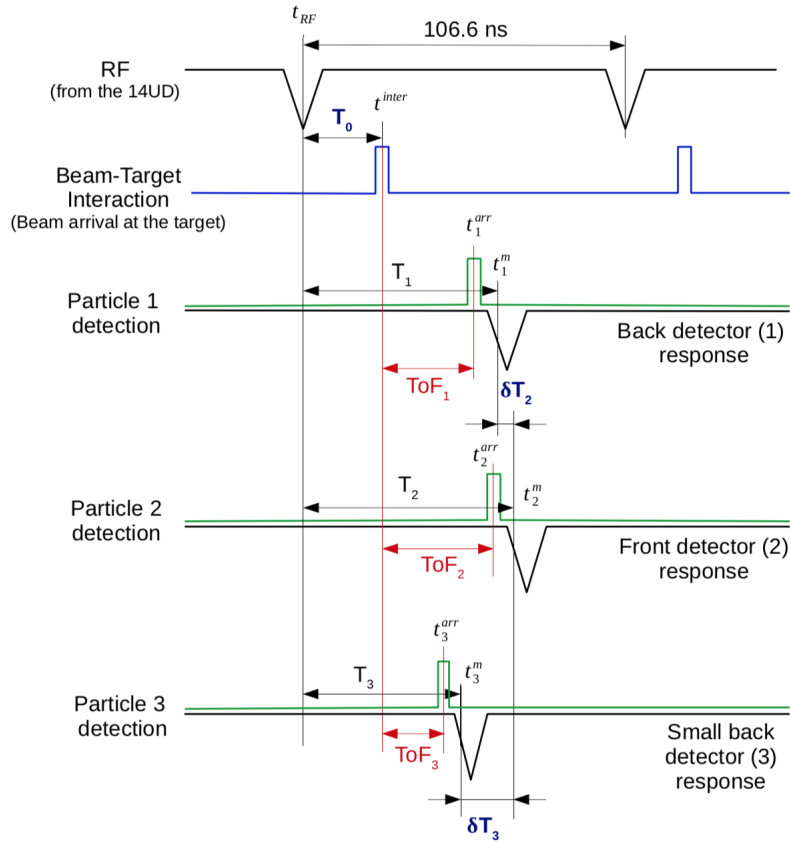 t_RF
106.6 ns
RF
(from the 14UD)
t^inter
T_0
Beam-Target
Interaction
(Beam arrival at the target)
t_1^arr
t_1^m
T_1
Particle 1
detection
Back detector (1)
response
ToF_1
δT_2
t_2^arr
T_2
t_2^m
Particle 2
detection
Front detector (2)
response
ToF_2
t_3^arr
T_3
t_3^m
Particle 3
detection
Small back
detector (3)
response
ToF_3
δT_3